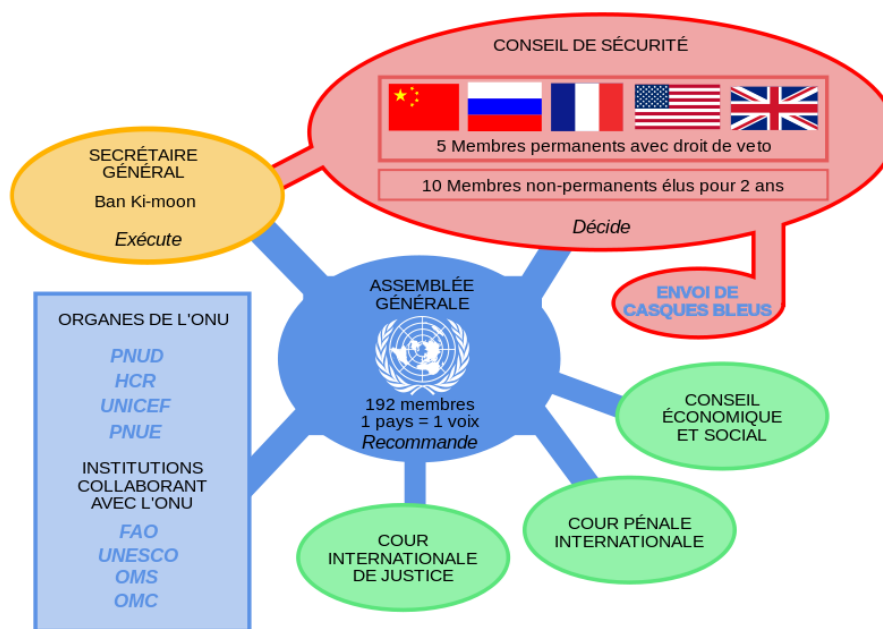 CONSEIL DE SÉCURITÉ
5 Membres permanents avec droit de veto
10 Membres non-permanents élus pour 2 ans
Décide
SECRÉTAIRE
GÉNÉRAL
Ban Ki-moon
Exécute
ENVOI DE
CASQUES BLEUS
ASSEMBLÉE
GÉNÉRALE
192 membres
1 pays = 1 voix
Recommande
ORGANES DE L'ONU
PNUD
HCR
UNICEF
PNUE
INSTITUTIONS
COLLABORANT
AVEC L'ONU
FAO
UNESCO
OMS
OMC
CONSEIL
ÉCONOMIQUE
ET SOCIAL
COUR PÉNALE
INTERNATIONALE
COUR
INTERNATIONALE
DE JUSTICE